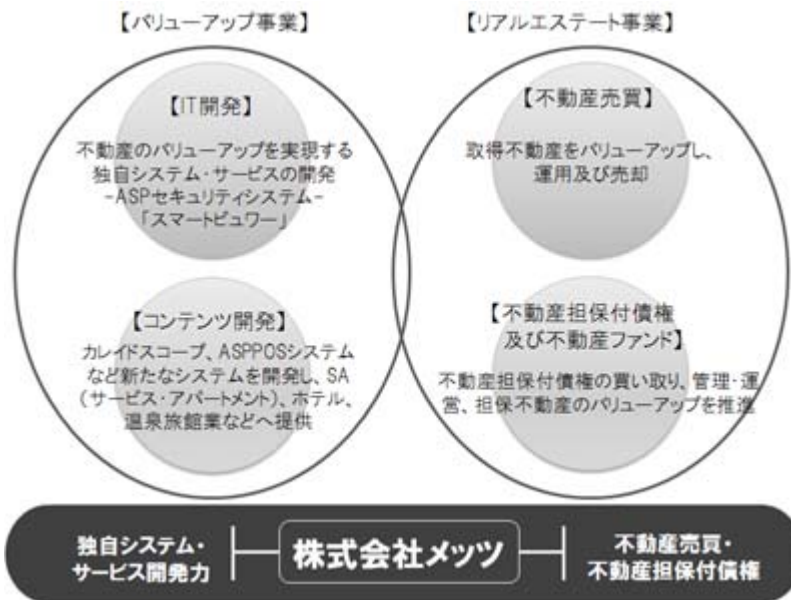 【バリューアップ事業】
【IT開発】
不動産のバリューアップを実現する
独自システム・サービスの開発
-ASPセキュリティシステム-
「スマートビュワー」
【コンテンツ開発】
カレイドスコープ、ASPPOSシステム
など新たなシステムを開発し、SA
(サービス・アパートメント)、ホテル、
温泉旅館業などへ提供
【リアルエステート事業】
【不動産売買】
取得不動産をバリューアップし、
運用及び売却
【不動産担保付債権
及び不動産ファンド】
不動産担保付債権の買い取り、管理・運
営、担保不動産のバリューアップを推進
独自システム・
サービス開発力
株式会社メッツ
不動産売買・
不動産担保付債権